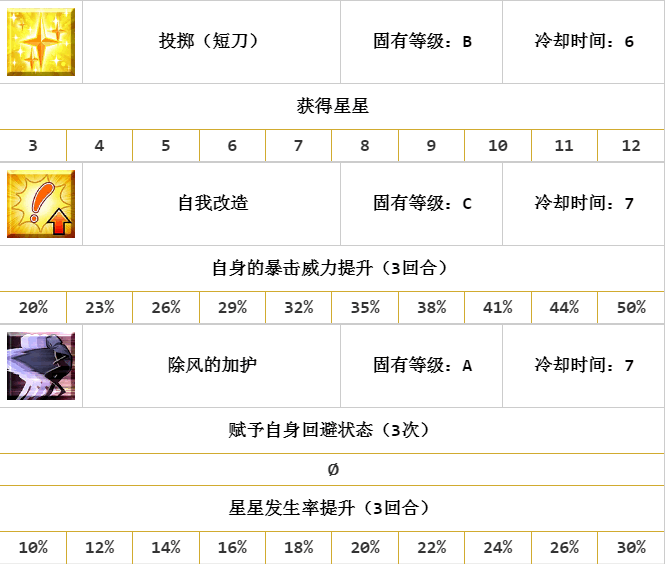 投掷（短刀） 固有等级：B 冷却时间：6
获得星星
3 4 5 6 7 8 9 10 11 12
自我改造 固有等级：C 冷却时间：7
自身的暴击威力提升（3回合）
20% 23% 26% 29% 32% 35% 38% 41% 44% 50%
除风的加护 固有等级：A 冷却时间：7
赋予自身回避状态（3次）
Ø
星星发生率提升（3回合）
10% 12% 14% 16% 18% 20% 22% 24% 26% 30%